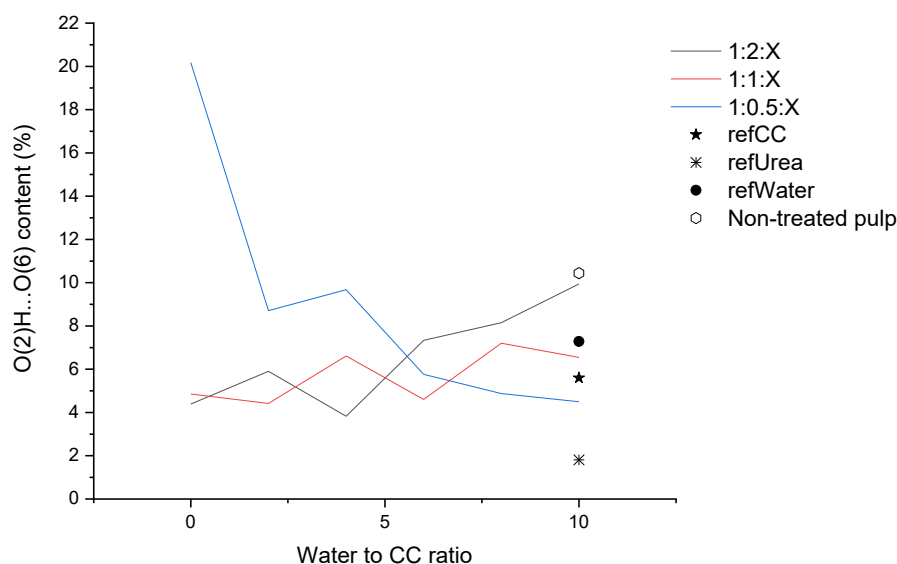 22
20
18
16
14
12
10
8
6
4
2
0
O(2)H...O(6) content (%)
0
5
10
Water to CC ratio
1:2:X
1:1:X
1:0.5:X
refCC
refUrea
refWater
Non-treated pulp